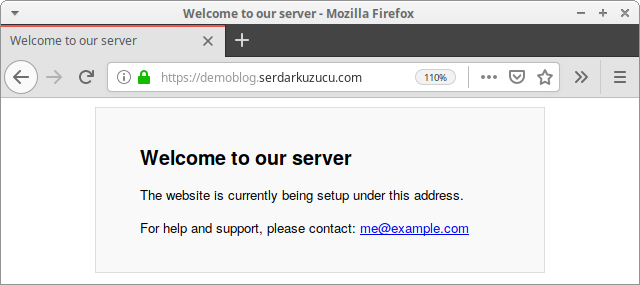 Welcome to our server - Mozilla Firefox
Welcome to our server
https://demoblog.serdarkuzucu.com 110%
Welcome to our server
The website is currently being setup under this address.
For help and support, please contact: me@example.com